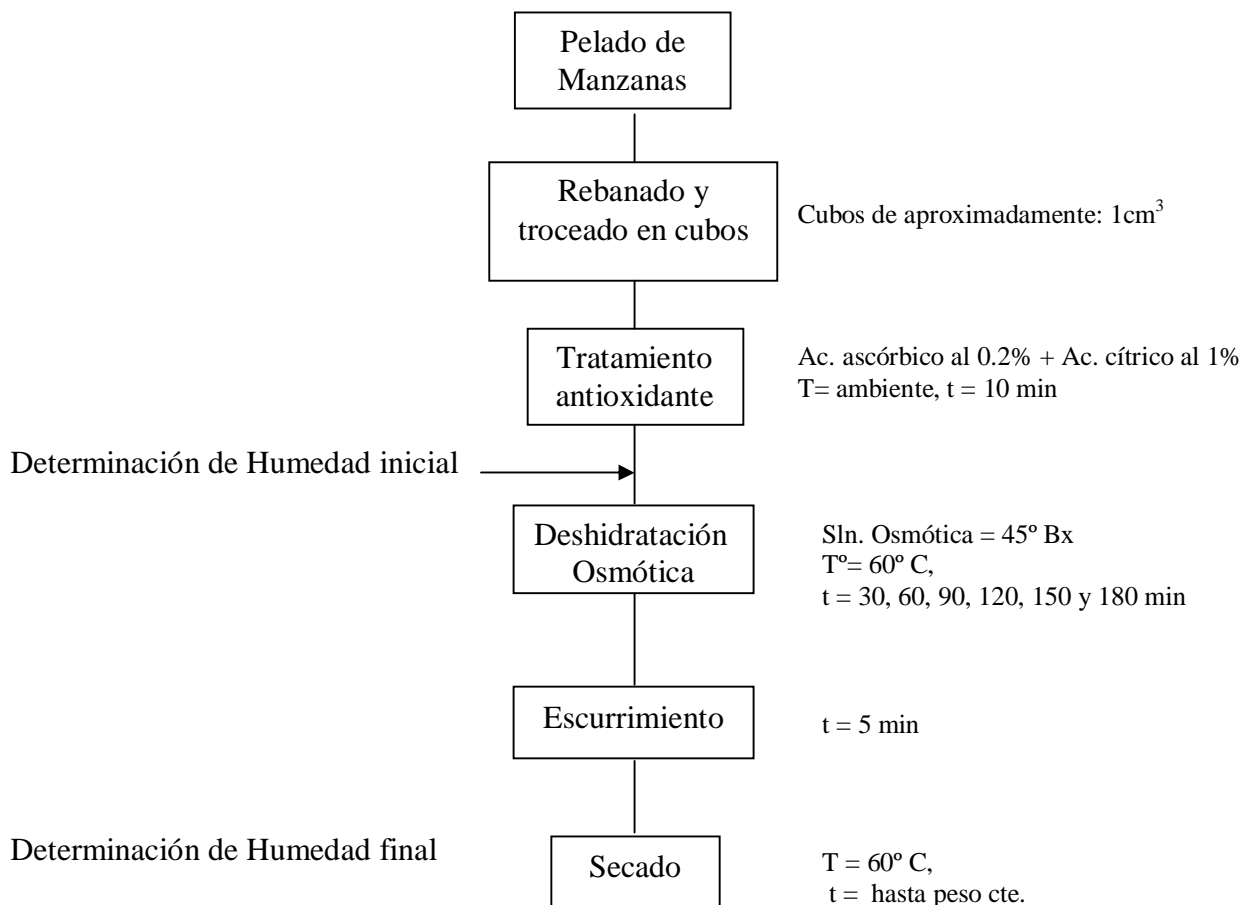 Pelado de
Manzanas
Rebanado y
troceado en cubos
Cubos de aproximadamente: 1cm³
Tratamiento
antioxidante
Ac. ascórbico al 0.2% + Ac. cítrico al 1%
T= ambiente, t = 10 min
Determinación de Humedad inicial
Deshidratación
Osmótica
Sln. Osmótica = 45º Bx
Tº= 60º C,
t = 30, 60, 90, 120, 150 y 180 min
Escurrimiento
t = 5 min
Determinación de Humedad final
Secado
T = 60º C,
t = hasta peso cte.